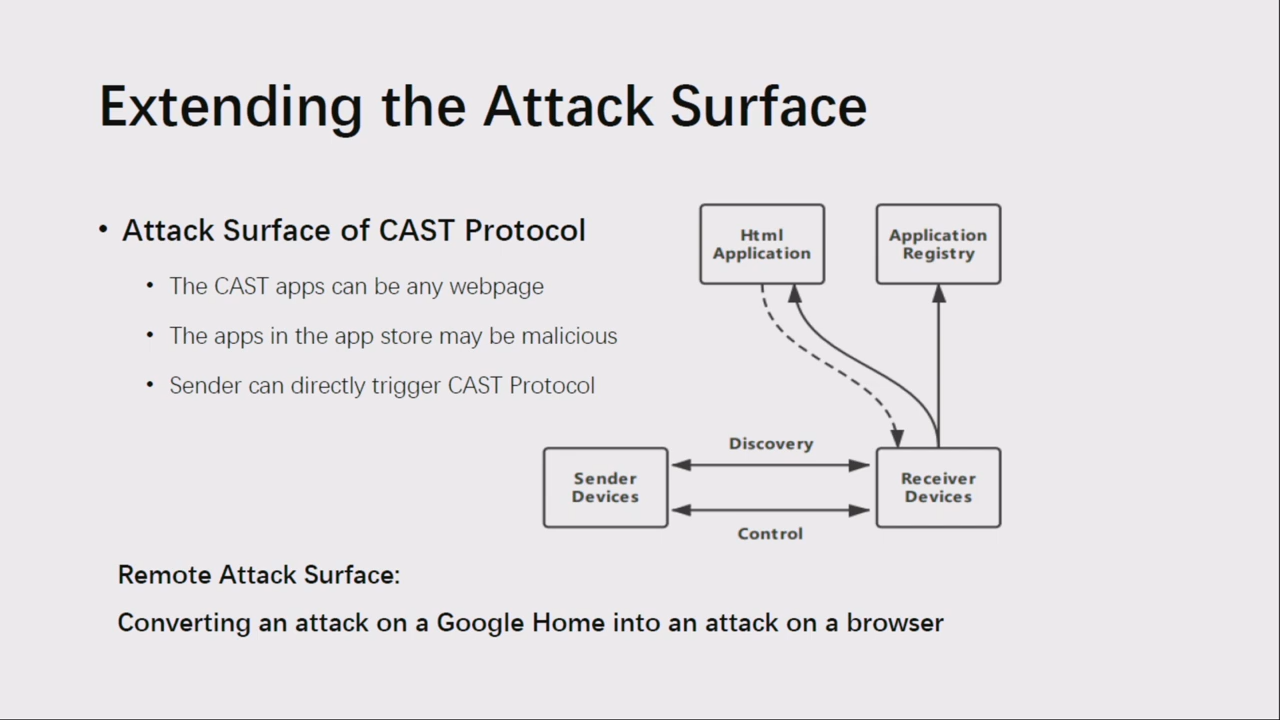 Extending the Attack Surface
• Attack Surface of CAST Protocol
• The CAST apps can be any webpage
• The apps in the app store may be malicious
• Sender can directly trigger CAST Protocol
Html
Application
Application
Registry
Discovery
Sender
Devices
Receiver
Devices
Control
Remote Attack Surface:
Converting an attack on a Google Home into an attack on a browser